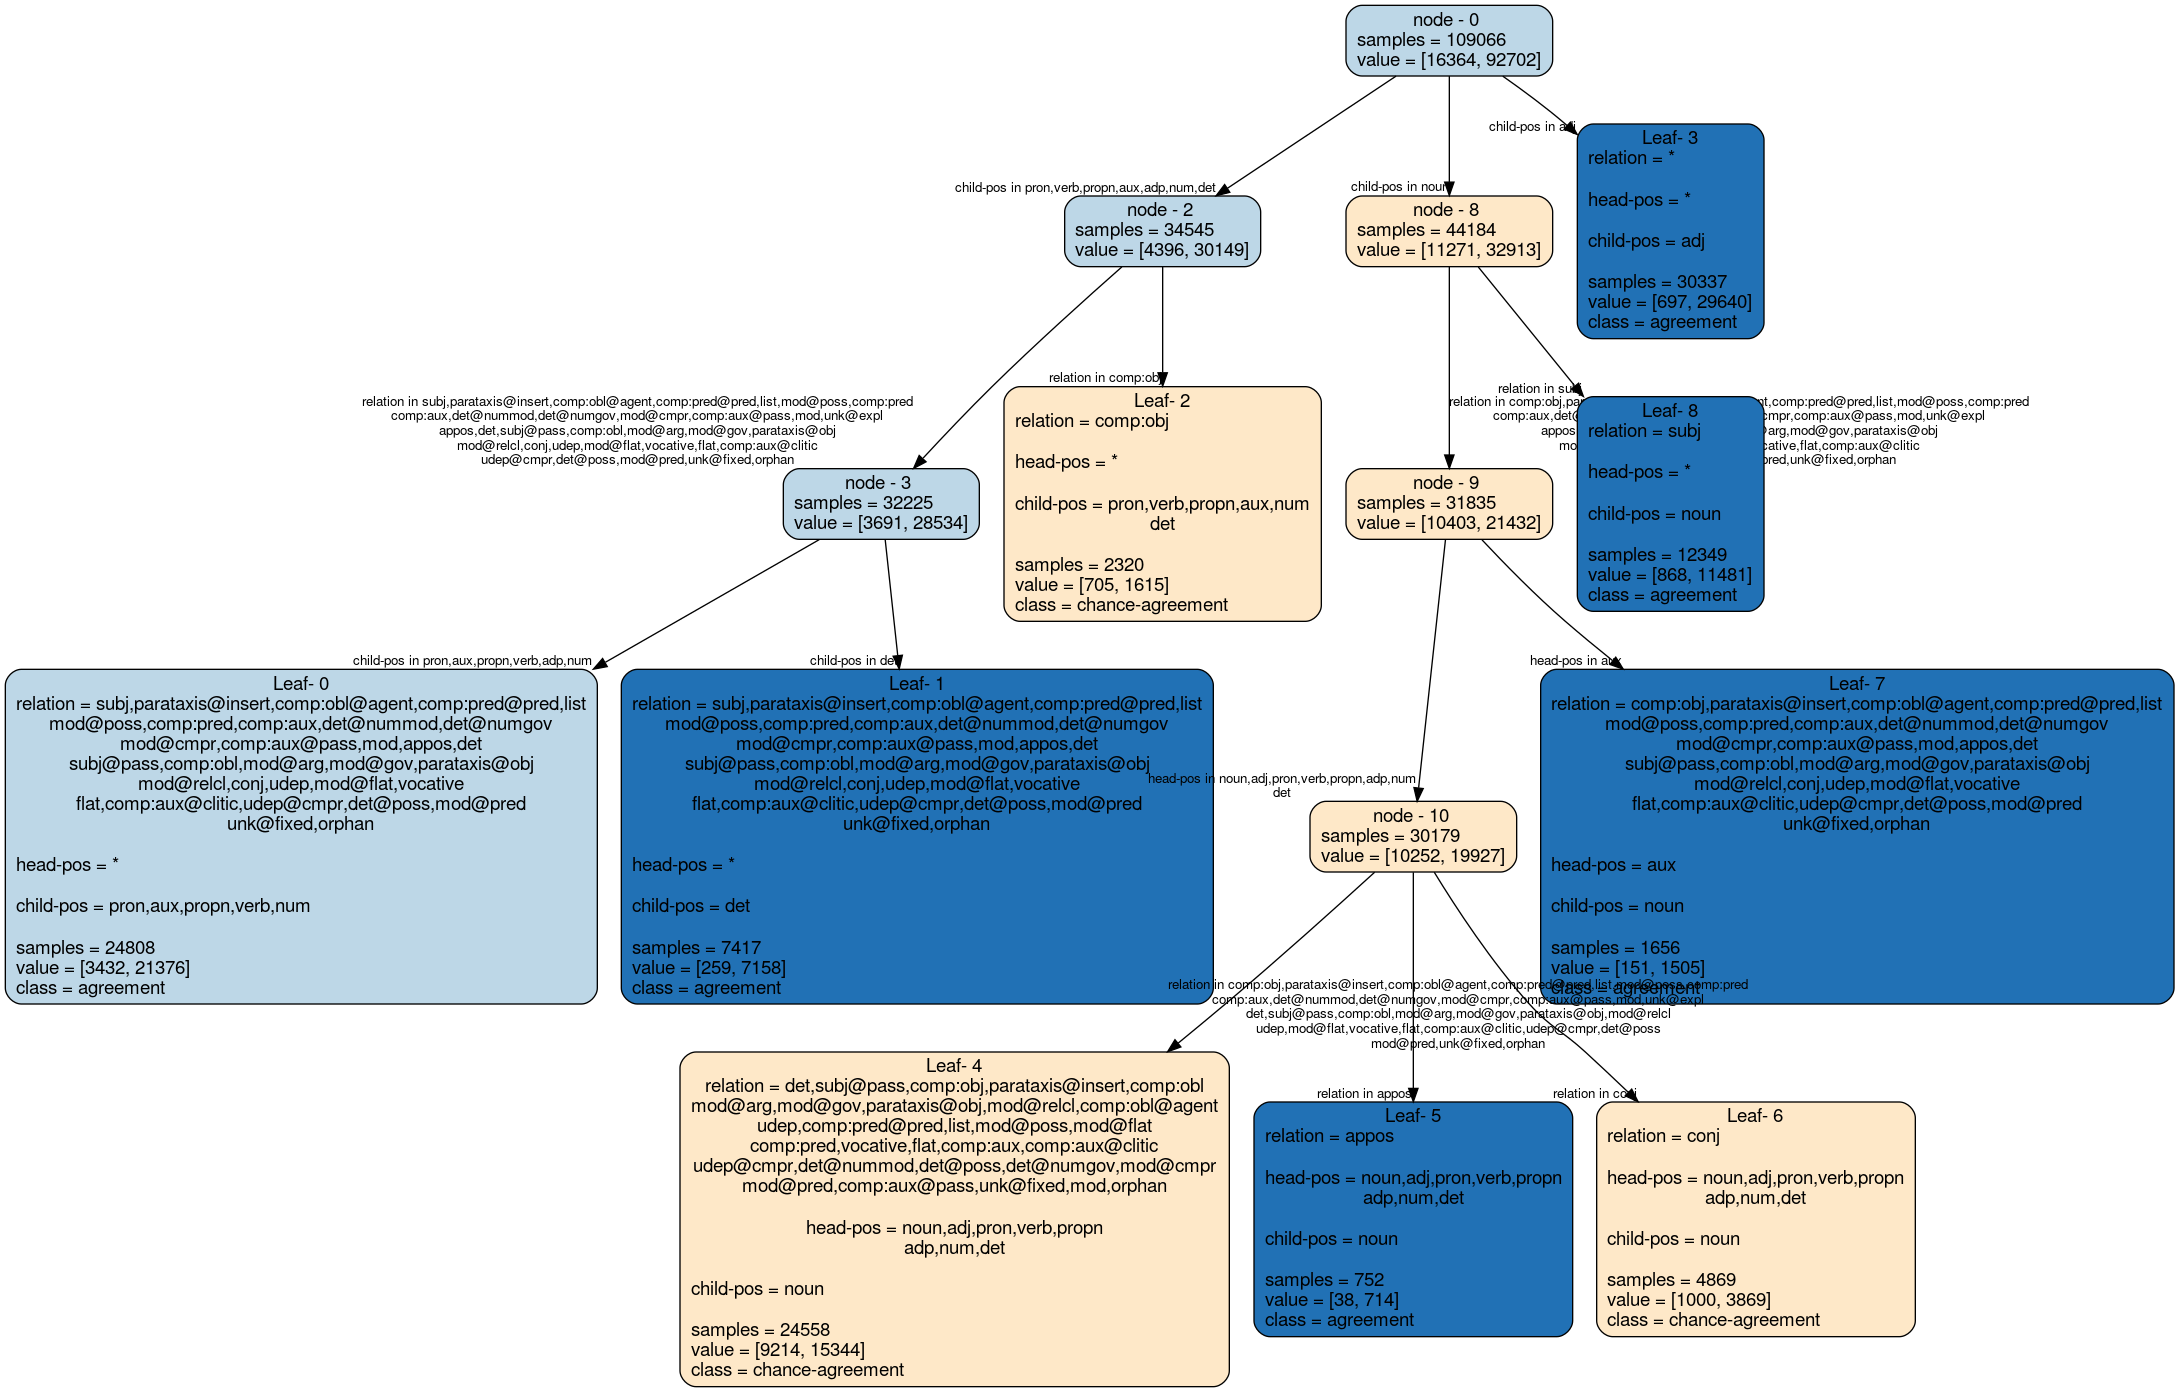 node - 0
samples = 109066
value = [16364, 92702]
child-pos in adj
Leaf- 3
relation = *
head-pos = *
child-pos = adj
samples = 30337
value = [697, 29640]
class = agreement
child-pos in pron,verb,propn,aux,adp,num,det
node - 2
samples = 34545
value = [4396, 30149]
child-pos in noun
node - 8
samples = 44184
value = [11271, 32913]
relation in subj,parataxis@insert,comp:obl@agent,comp:pred@pred,list,mod@poss,comp:pred
comp:aux,det@nummod,det@numgov,mod@cmpr,comp:aux@pass,mod,unk@expl
appos,det,subj@pass,comp:obl,mod@arg,mod@gov,parataxis@obj
mod@relcl,conj,udep,mod@flat,vocative,flat,comp:aux@clitic
udep@cmpr,det@poss,mod@pred,unk@fixed,orphan
node - 3
samples = 32225
value = [3691, 28534]
relation in comp:obj
Leaf- 2
relation = comp:obj
head-pos = *
child-pos = pron,verb,propn,aux,num
det
samples = 2320
value = [705, 1615]
class = chance-agreement
relation in comp:obj
comp:pred@pred,list,mod@poss,comp:pred
comp:aux@pass,mod,unk@expl
parataxis@obj
comp:aux@clitic
unk@fixed,orphan
node - 9
samples = 31835
value = [10403, 21432]
relation in subj
Leaf- 8
relation = subj
head-pos = *
child-pos = noun
samples = 12349
value = [868, 11481]
class = agreement
child-pos in pron,aux,propn,verb,adp,num
Leaf- 0
relation = subj,parataxis@insert,comp:obl@agent,comp:pred@pred,list
mod@poss,comp:pred,comp:aux,det@nummod,det@numgov
mod@cmpr,comp:aux@pass,mod,appos,det
subj@pass,comp:obl,mod@arg,mod@gov,parataxis@obj
mod@relcl,conj,udep,mod@flat,vocative
flat,comp:aux@clitic,udep@cmpr,det@poss,mod@pred
unk@fixed,orphan
head-pos = *
child-pos = pron,aux,propn,verb,num
samples = 24808
value = [3432, 21376]
class = agreement
child-pos in det
Leaf- 1
relation = subj,parataxis@insert,comp:obl@agent,comp:pred@pred,list
mod@poss,comp:pred,comp:aux,det@nummod,det@numgov
mod@cmpr,comp:aux@pass,mod,appos,det
subj@pass,comp:obl,mod@arg,mod@gov,parataxis@obj
mod@relcl,conj,udep,mod@flat,vocative
flat,comp:aux@clitic,udep@cmpr,det@poss,mod@pred
unk@fixed,orphan
head-pos = *
child-pos = det
samples = 7417
value = [259, 7158]
class = agreement
head-pos in noun,adj,pron,verb,propn,adp,num
det
node - 10
samples = 30179
value = [10252, 19927]
head-pos in aux
Leaf- 7
relation = comp:obj,parataxis@insert,comp:obl@agent,comp:pred@pred,list
mod@poss,comp:pred,comp:aux,det@nummod,det@numgov
mod@cmpr,comp:aux@pass,mod,appos,det
subj@pass,comp:obl,mod@arg,mod@gov,parataxis@obj
mod@relcl,conj,udep,mod@flat,vocative
flat,comp:aux@clitic,udep@cmpr,det@poss,mod@pred
unk@fixed,orphan
head-pos = aux
child-pos = noun
samples = 1656
value = [151, 1505]
class = agreement
relation in comp:obj,parataxis@insert,comp:obl@agent,comp:pred@pred,list,mod@poss,comp:pred
comp:aux,det@nummod,det@numgov,mod@cmpr,comp:aux@pass,mod,unk@expl
det,subj@pass,comp:obl,mod@arg,mod@gov,parataxis@obj,mod@relcl
udep,mod@flat,vocative,flat,comp:aux@clitic,udep@cmpr,det@poss
mod@pred,unk@fixed,orphan
Leaf- 4
relation = det,subj@pass,comp:obj,parataxis@insert,comp:obl
mod@arg,mod@gov,parataxis@obj,mod@relcl,comp:obl@agent
udep,comp:pred@pred,list,mod@poss,mod@flat
comp:pred,vocative,flat,comp:aux,comp:aux@clitic
udep@cmpr,det@nummod,det@poss,det@numgov,mod@cmpr
mod@pred,comp:aux@pass,unk@fixed,mod,orphan
head-pos = noun,adj,pron,verb,propn
adp,num,det
child-pos = noun
samples = 24558
value = [9214, 15344]
class = chance-agreement
relation in appos
Leaf- 5
relation = appos
head-pos = noun,adj,pron,verb,propn
adp,num,det
child-pos = noun
samples = 752
value = [38, 714]
class = agreement
relation in conj
Leaf- 6
relation = conj
head-pos = noun,adj,pron,verb,propn
adp,num,det
child-pos = noun
samples = 4869
value = [1000, 3869]
class = chance-agreement